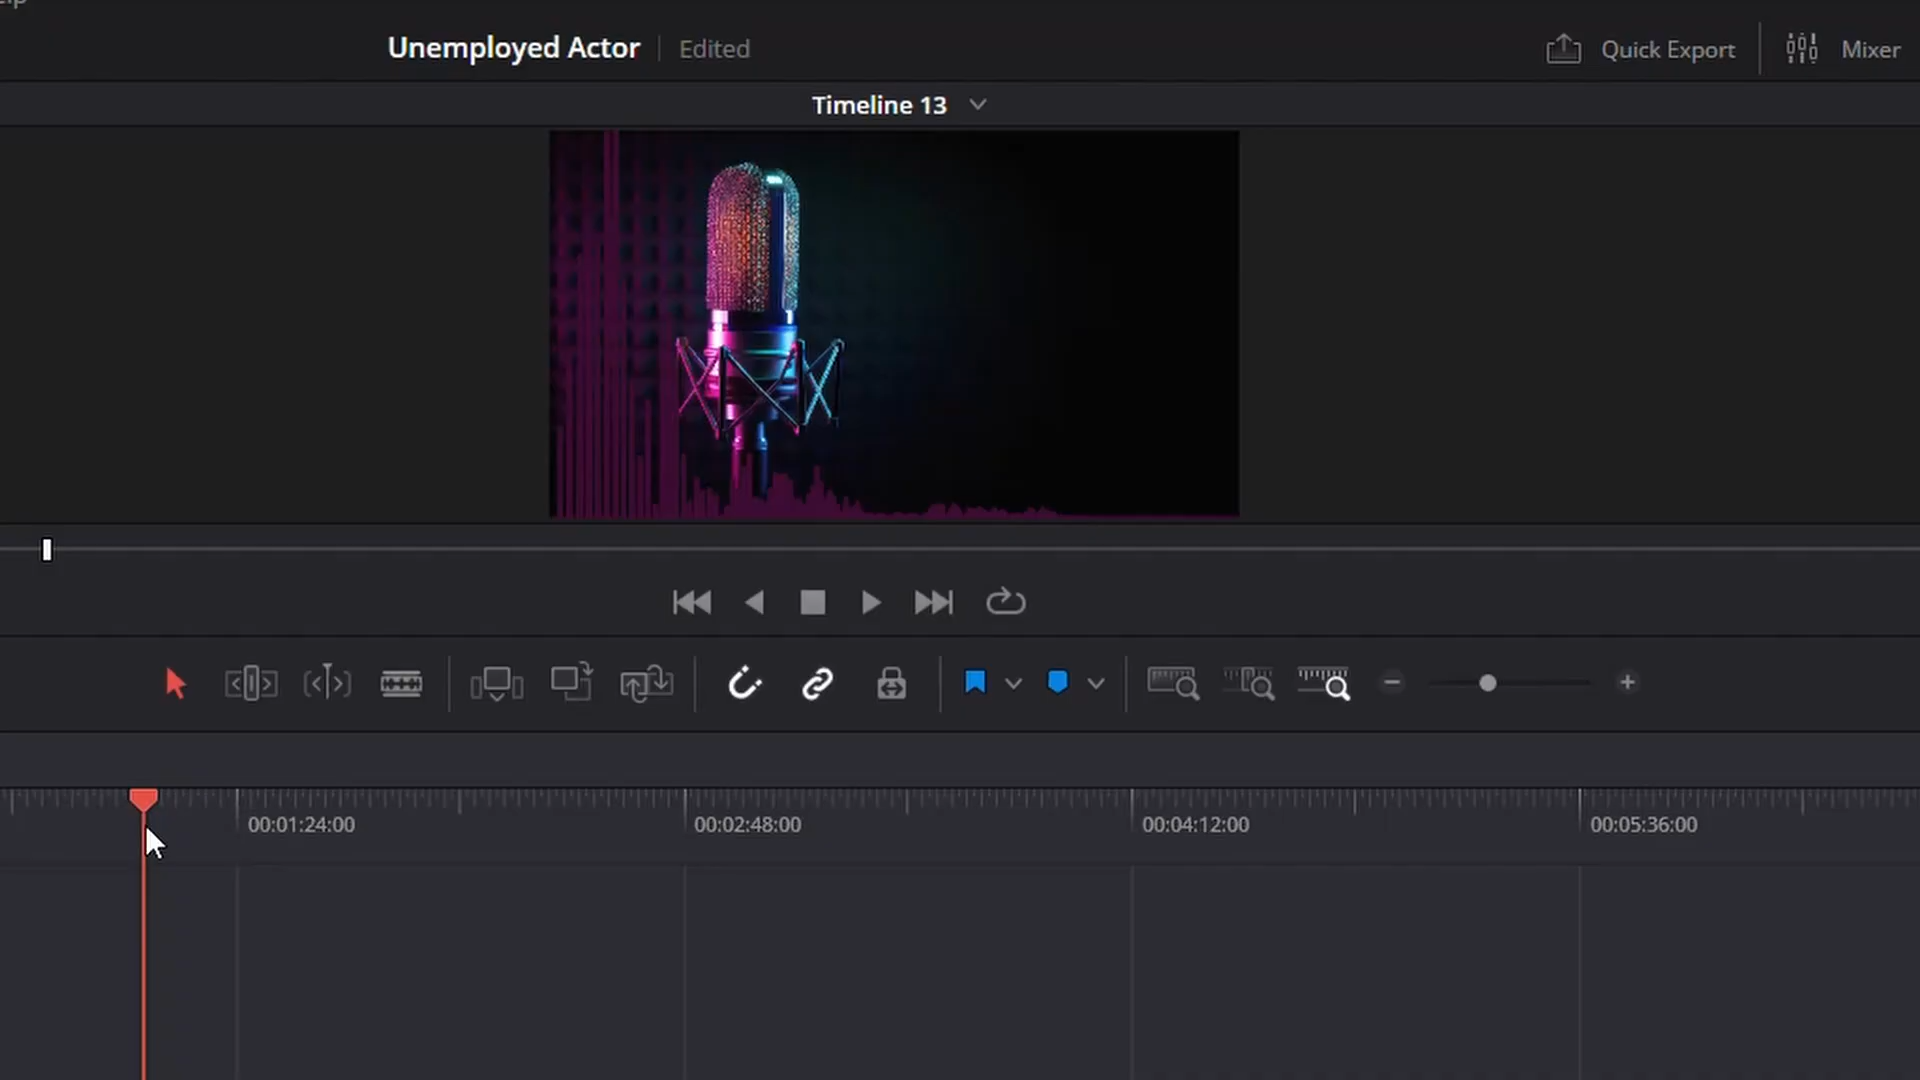 Unemployed Actor
Edited
Quick Export
Mixer
Timeline 13
00:01:24:00
00:02:48:00
00:04:12:00
00:05:36:00